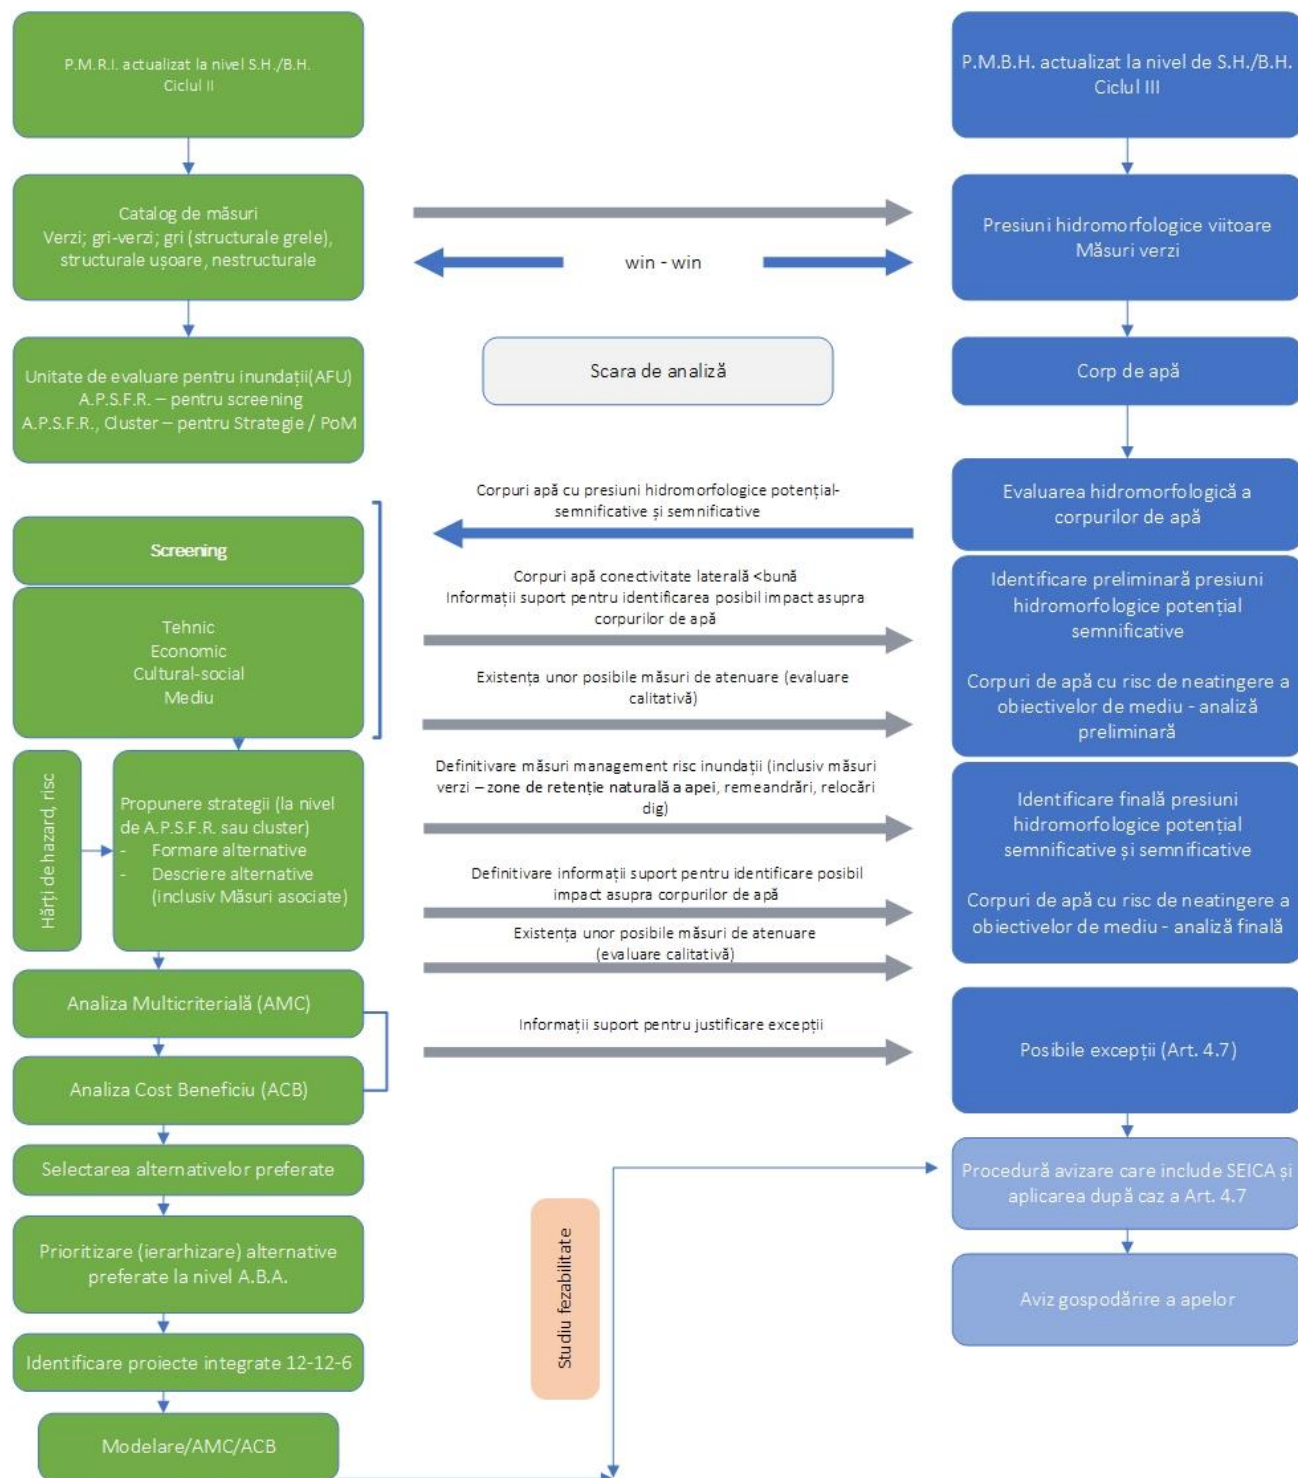 P.M.R.I. actualizat la nivel S.H./B.H.
Ciclul II
P.M.B.H. actualizat la nivel de S.H./B.H.
Ciclul III
Catalog de măsuri
Verzi; gri-verzi; gri (structurale grele),
structurale ușoare, nestructurale
win - win
Presiuni hidromorfologice viitoare
Măsuri verzi
Unitate de evaluare pentru inundații(AFU)
A.P.S.F.R. – pentru screening
A.P.S.F.R., Cluster – pentru Strategie / PoM
Scara de analiză
Corp de apă
Corpuri apă cu presiuni hidromorfologice potențial-
semnificative și semnificative
Evaluarea hidromorfologică a
corpurilor de apă
Screening
Tehnic
Economic
Cultural-social
Mediu
Corpuri apă conectivitate laterală <bună
Informații suport pentru identificarea posibil impact asupra
corpurilor de apă
Existența unor posibile măsuri de atenuare (evaluare
calitativă)
Identificare preliminară presiuni
hidromorfologice potențial
semnificative
Corpuri de apă cu risc de neatingere a
obiectivelor de mediu - analiză
preliminară
Hărți de hazard, risc
Propunere strategii (la nivel
de A.P.S.F.R. sau cluster)
- Formare alternative
- Descriere alternative
(inclusiv Măsuri asociate)
Definitivare măsuri management risc inundații (inclusiv măsuri
verzi – zone de retenție naturală a apei, remeandrări, relocări
dig)
Definitivare informații suport pentru identificare posibil
impact asupra corpurilor de apă
Existența unor posibile măsuri de atenuare
(evaluare calitativă)
Identificare finală presiuni
hidromorfologice potențial
semnificative și semnificative
Corpuri de apă cu risc de neatingere a
obiectivelor de mediu - analiză finală
Analiza Multicriterială (AMC)
Informații suport pentru justificare excepții
Posibile excepții (Art. 4.7)
Analiza Cost Beneficiu (ACB)
Selectarea alternativelor preferate
Procedură avizare care include SEICA și
aplicarea după caz a Art. 4.7
Prioritizare (ierarhizare) alternative
preferate la nivel A.B.A.
Studiu fezabilitate
Aviz gospodărire a apelor
Identificare proiecte integrate 12-12-6
Modelare/AMC/ACB